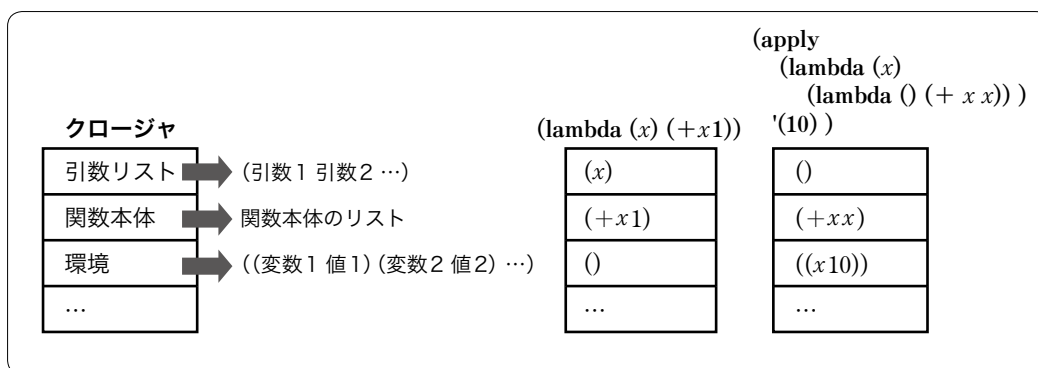 (apply
(lambda (x)
(lambda () (+ x x)) )
'(10) )
クロージャ
(lambda (x) (+x1))
引数リスト
(引数1 引数2 …)
(x)
()
関数本体
関数本体のリスト
(+x1)
(+xx)
環境
((変数1 値1) (変数2 値2) …)
()
((x10))
…
…
…